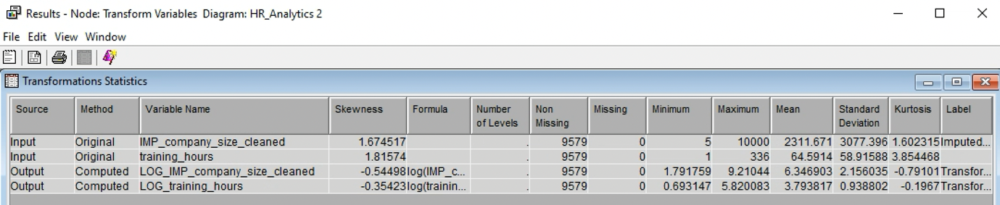 Results - Node: Transform Variables Diagram: HR_Analytics 2
File Edit View Window
Transformations Statistics
Source Method Variable Name Skewness Formula Number of Levels Non Missing Missing Minimum Maximum Mean Standard Deviation Kurtosis Label
Input Original IMP_company_size_cleaned 1.674517 . 9579 0 5 10000 2311.671 3077.396 1.602315 Imputed...
Input Original training_hours 1.81574 . 9579 0 1 336 64.5914 58.91588 3.854468
Output Computed LOG_IMP_company_size_cleaned -0.54498 log(IMP_c... . 9579 0 1.791759 9.21044 6.346903 2.156035 -0.79101 Transfor...
Output Computed LOG_training_hours -0.35423 log(trainin... . 9579 0 0.693147 5.820083 3.793817 0.938802 -0.1967 Transfor...